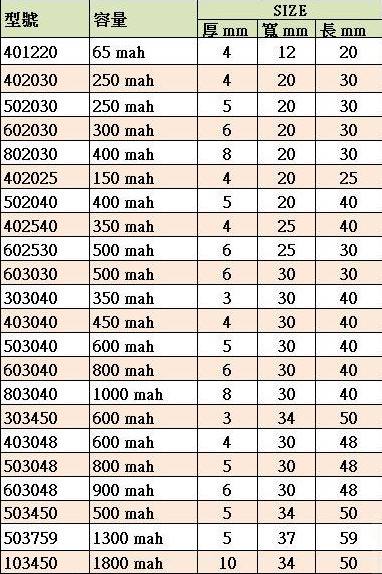 型號 容量 SIZE
厚 mm 寬 mm 長 mm
401220 65 mah 4 12 20
402030 250 mah 4 20 30
502030 250 mah 5 20 30
602030 300 mah 6 20 30
802030 400 mah 8 20 30
402025 150 mah 4 20 25
502040 400 mah 5 20 40
402540 350 mah 4 25 40
602530 500 mah 6 25 30
603030 500 mah 6 30 30
303040 350 mah 3 30 40
403040 450 mah 4 30 40
503040 600 mah 5 30 40
603040 800 mah 6 30 40
803040 1000 mah 8 30 40
303450 600 mah 3 34 50
403048 600 mah 4 30 48
503048 800 mah 5 30 48
603048 900 mah 6 30 48
503450 500 mah 5 34 50
503759 1300 mah 5 37 59
103450 1800 mah 10 34 50